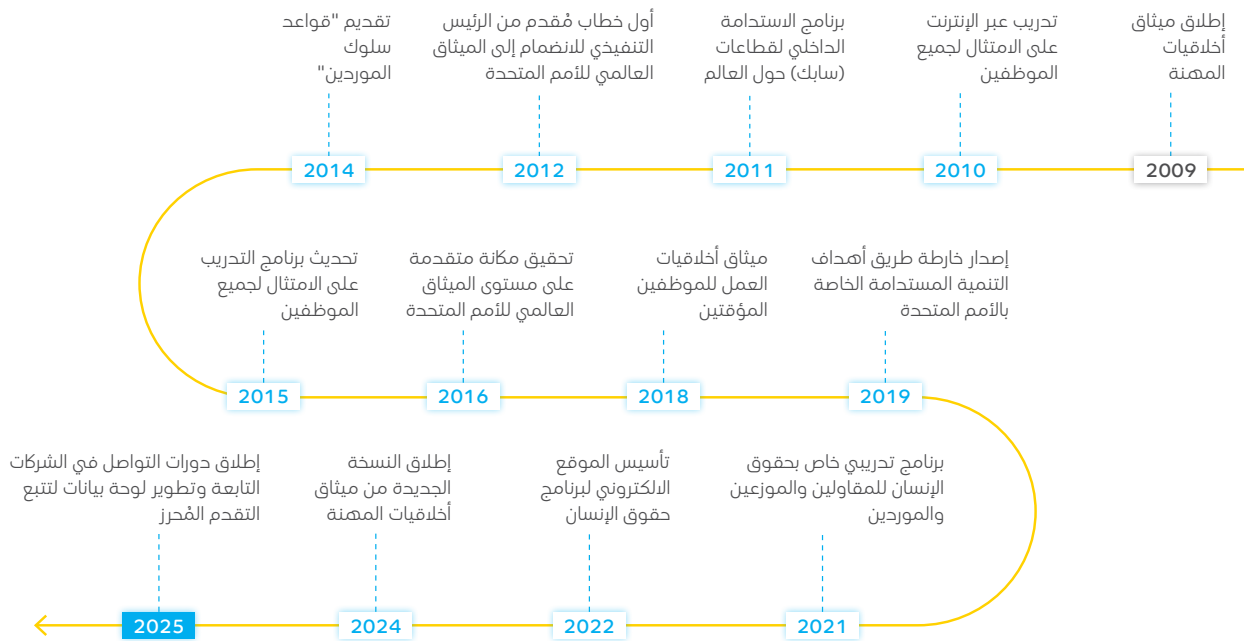 إطلاق ميثاق
أخلاقيات
المهنة
2009
تدريب عبر الإنترنت
على الامتثال لجميع
الموظفين
2010
برنامج الاستدامة
الداخلي لقطاعات
(سابك) حول العالم
2011
أول خطاب مُقدم من الرئيس
التنفيذي للانضمام إلى الميثاق
العالمي للأمم المتحدة
2012
تقديم "قواعد
سلوك
الموردين"
2014
تحديث برنامج التدريب
على الامتثال لجميع
الموظفين
2015
تحقيق مكانة متقدمة
على مستوى الميثاق
العالمي للأمم المتحدة
2016
ميثاق أخلاقيات
العمل للموظفين
المؤقتين
2018
إصدار خارطة طريق أهداف
التنمية المستدامة الخاصة
بالأمم المتحدة
2019
برنامج تدريبي خاص بحقوق
الإنسان للمقاولين والموزعين
والموردين
2021
تأسيس الموقع
الالكتروني لبرنامج
حقوق الإنسان
2022
إطلاق النسخة
الجديدة من ميثاق
أخلاقيات المهنة
2024
إطلاق دورات التواصل في الشركات
التابعة وتطوير لوحة بيانات لتتبع
التقدم المُحرز
2025